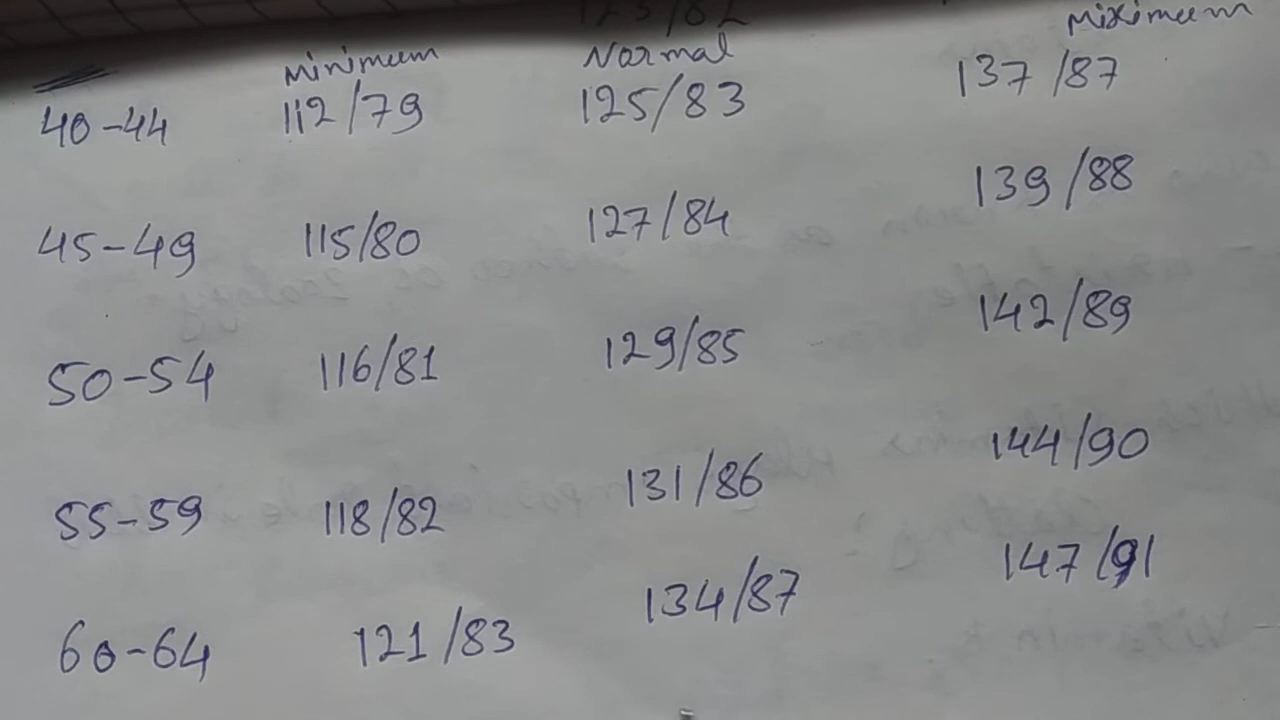 Minimum Normal Miximum
40-44 112/79 125/83 137/87
45-49 115/80 127/84 139/88
50-54 116/81 129/85 142/89
55-59 118/82 131/86 144/90
60-64 121/83 134/87 147/91